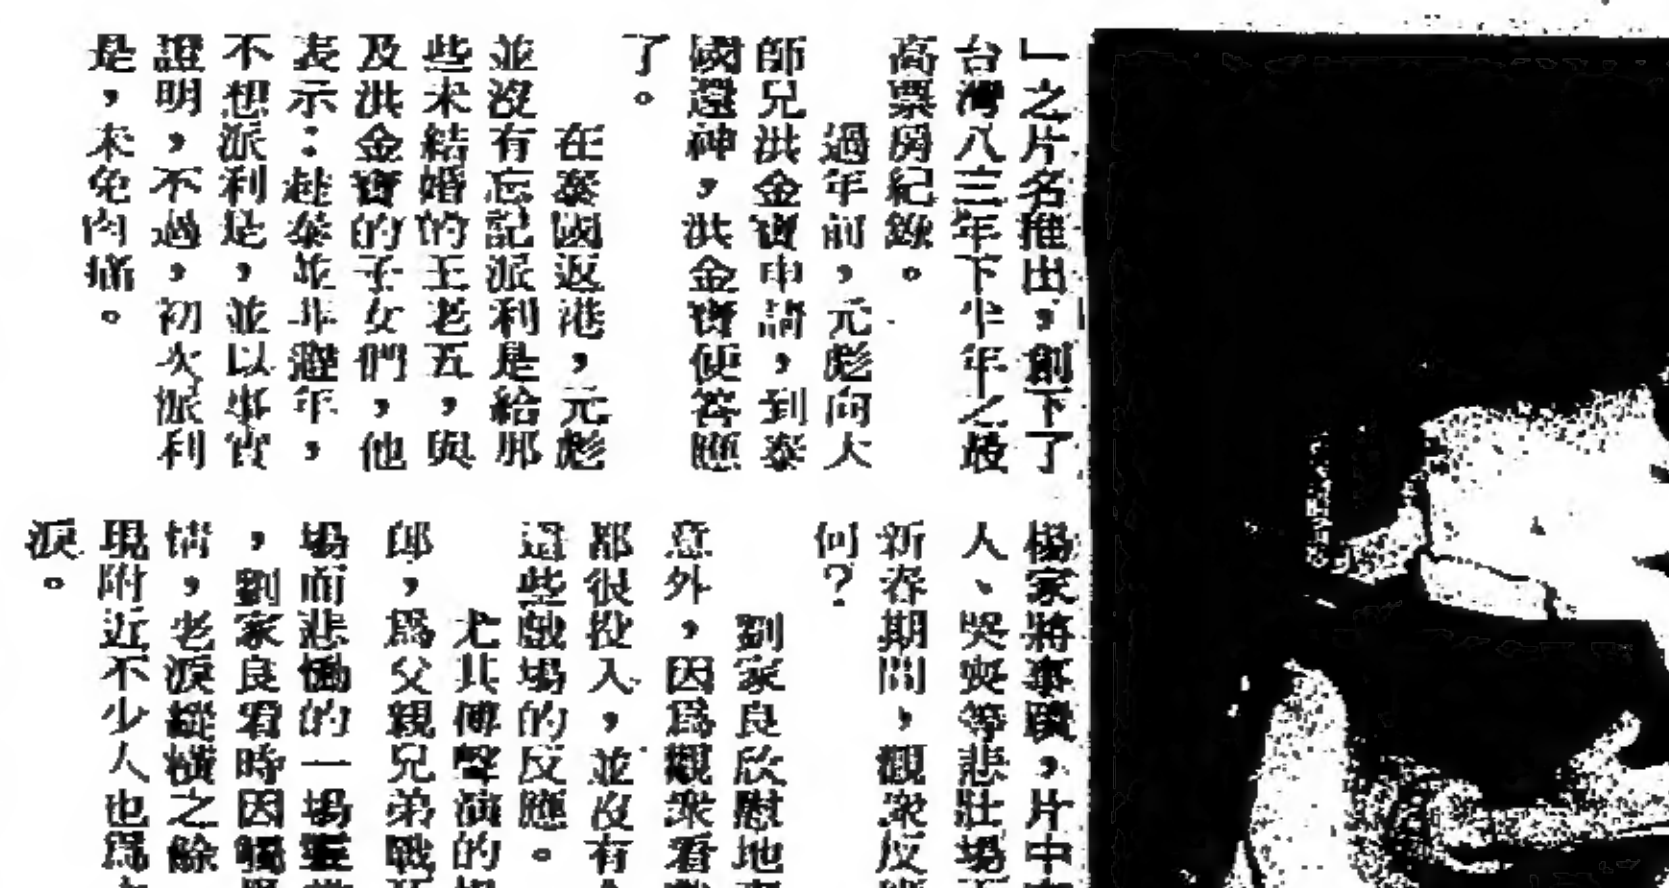 」之片名推出，創下了
台灣八三年下半年之最
高票房紀錄。
過年前，元彪向大
師兄洪金寶申請，到泰
國還神，洪金寶便答應
了。
在泰國返港，元彪
並沒有忘記派利是給那
些未結婚的王老五，與
及洪金寶的子女們，他
表示：赴泰並非避年，
不想派利是，並以事實
證明，不過，初次派利
是，未免肉痛。
楊家將事蹟，片中
人、哭喪等悲壯場
新春期間，觀衆反
何？
劉家良欣慰地
意外，因爲觀衆看
都很投入，並沒有
這些戲場的反應。
尤其傅聲演的
郎，爲父親兄弟戰
場而悲慟的一場
，劉家良看時因觸
情，老淚縱橫之餘
現附近不少人也爲
淚。